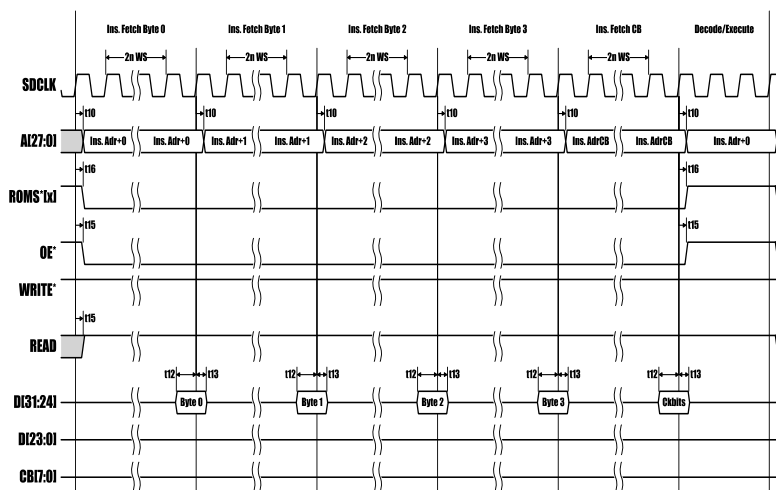 Ins. Fetch Byte 0 Ins. Fetch Byte 1 Ins. Fetch Byte 2 Ins. Fetch Byte 3 Ins. Fetch CB Decode/Execute
2n WS 2n WS 2n WS 2n WS 2n WS
SDCLK
t10 t10 t10 t10 t10 t10
A[27:0] Ins. Adr+0 Ins. Adr+0 Ins. Adr+1 Ins. Adr+1 Ins. Adr+2 Ins. Adr+2 Ins. Adr+3 Ins. Adr+3 Ins. AdrCB Ins. AdrCB Ins. Adr+0
t16 t16
ROMS*[x]
t15 t15
OE*
WRITE*
t15
READ
t12 t13 t12 t13 t12 t13 t12 t13 t12 t13
D[31:24] Byte 0 Byte 1 Byte 2 Byte 3 Ckbits
D[23:0]
CB[7:0]